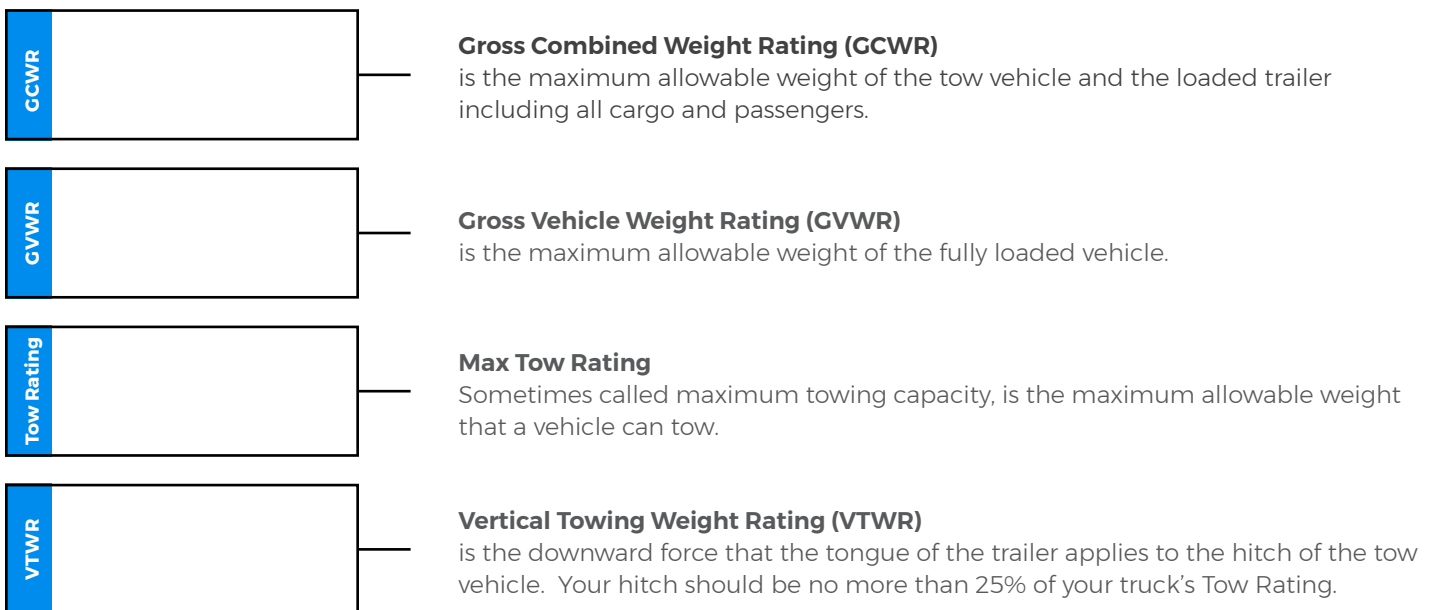 GCWR
Gross Combined Weight Rating (GCWR)
is the maximum allowable weight of the tow vehicle and the loaded trailer
including all cargo and passengers.
GVWR
Gross Vehicle Weight Rating (GVWR)
is the maximum allowable weight of the fully loaded vehicle.
Tow Rating
Max Tow Rating
Sometimes called maximum towing capacity, is the maximum allowable weight
that a vehicle can tow.
VTWR
Vertical Towing Weight Rating (VTWR)
is the downward force that the tongue of the trailer applies to the hitch of the tow
vehicle.  Your hitch should be no more than 25% of your truck’s Tow Rating.